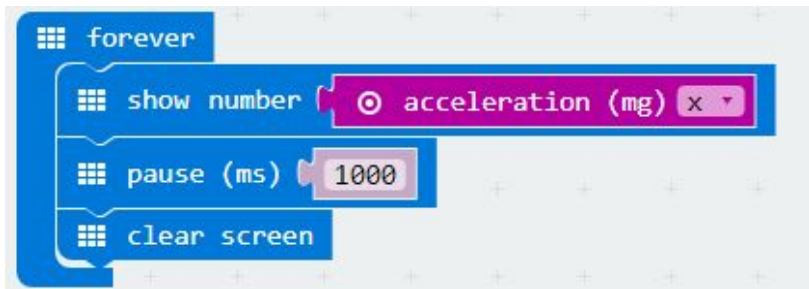 forever
show number acceleration (mg) x
pause (ms) 1000
clear screen